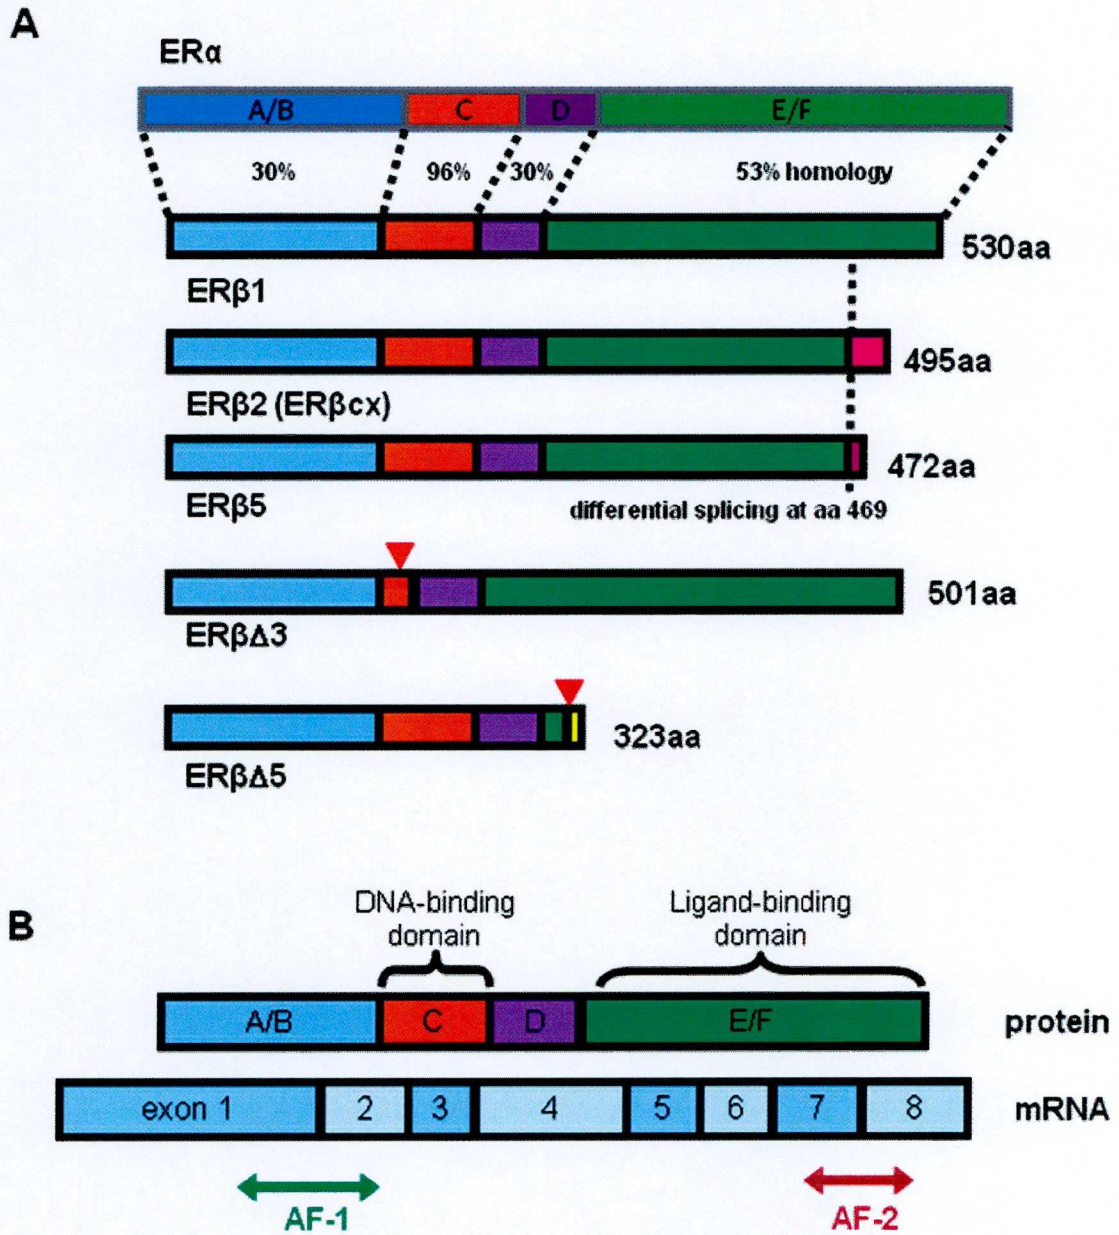 A
ERα
A/B C D E/F
30% 96% 30% 53% homology
530aa
ERβ1
495aa
ERβ2 (ERβcx)
472aa
ERβ5
differential splicing at aa 469
501aa
ERβΔ3
323aa
ERβΔ5
B
DNA-binding
domain
Ligand-binding
domain
A/B C D E/F protein
exon 1 2 3 4 5 6 7 8 mRNA
AF-1 AF-2